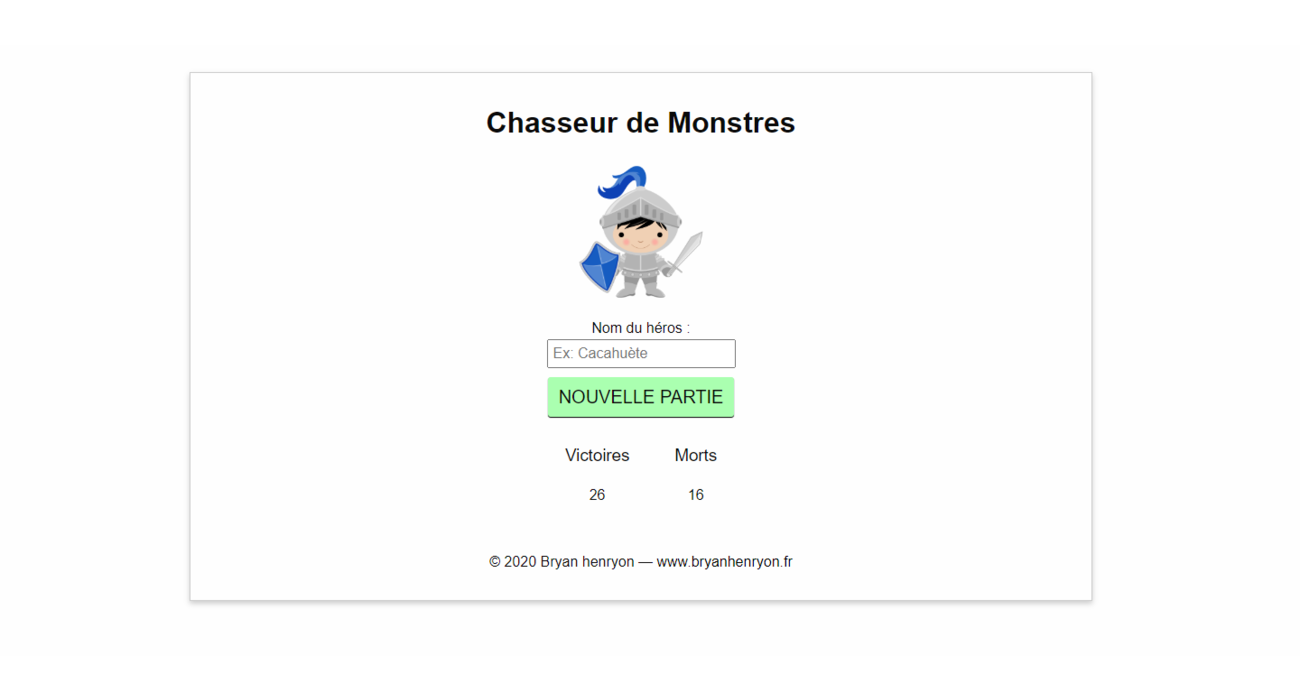 Chasseur de Monstres
Nom du héros :
Ex: Cacahuète
NOUVELLE PARTIE
Victoires Morts
26 16
© 2020 Bryan henryon — www.bryanhenryon.fr